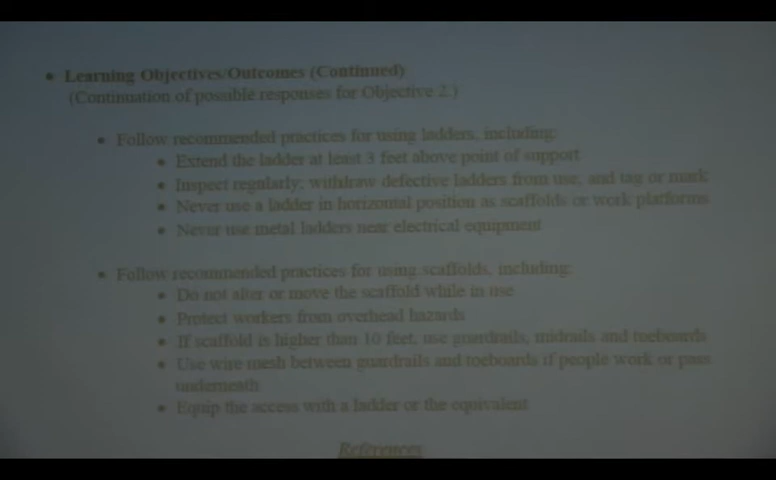 • Learning Objectives/Outcomes (Continued)
(Continuation of possible responses for Objective 2.)
• Follow recommended practices for using ladders, including:
• Extend the ladder at least 3 feet above point of support
• Inspect regularly; withdraw defective ladders from use, and tag or mark
• Never use a ladder in horizontal position as scaffolds or work platforms
• Never use metal ladders near electrical equipment
• Follow recommended practices for using scaffolds, including:
• Do not alter or move the scaffold while in use
• Protect workers from overhead hazards
• If scaffold is higher than 10 feet, use guardrails, midrails and toeboards
• Use wire mesh between guardrails and toeboards if people work or pass
underneath
• Equip the access with a ladder or the equivalent
References